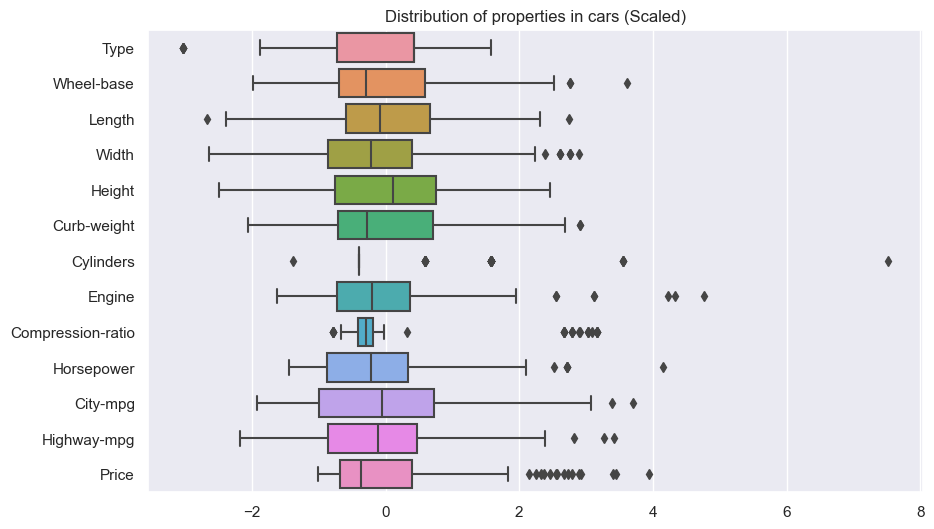 Distribution of properties in cars (Scaled)
Type
Wheel-base
Length
Width
Height
Curb-weight
Cylinders
Engine
Compression-ratio
Horsepower
City-mpg
Highway-mpg
Price
−2 0 2 4 6 8